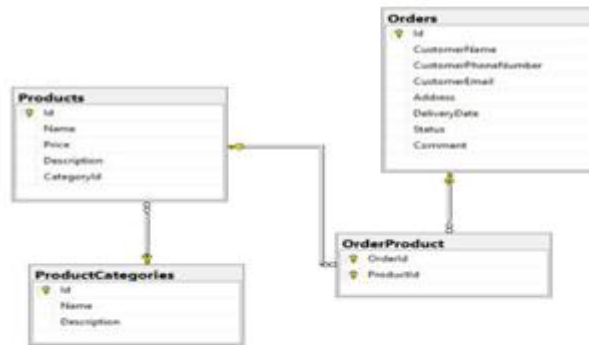 Orders
Id
CustomerName
CustomerPhoneNumber
CustomerEmail
Address
DeliveryDate
Status
Comment
Products
Id
Name
Price
Description
CategoryId
OrderProduct
OrderId
ProductId
ProductCategories
Id
Name
Description